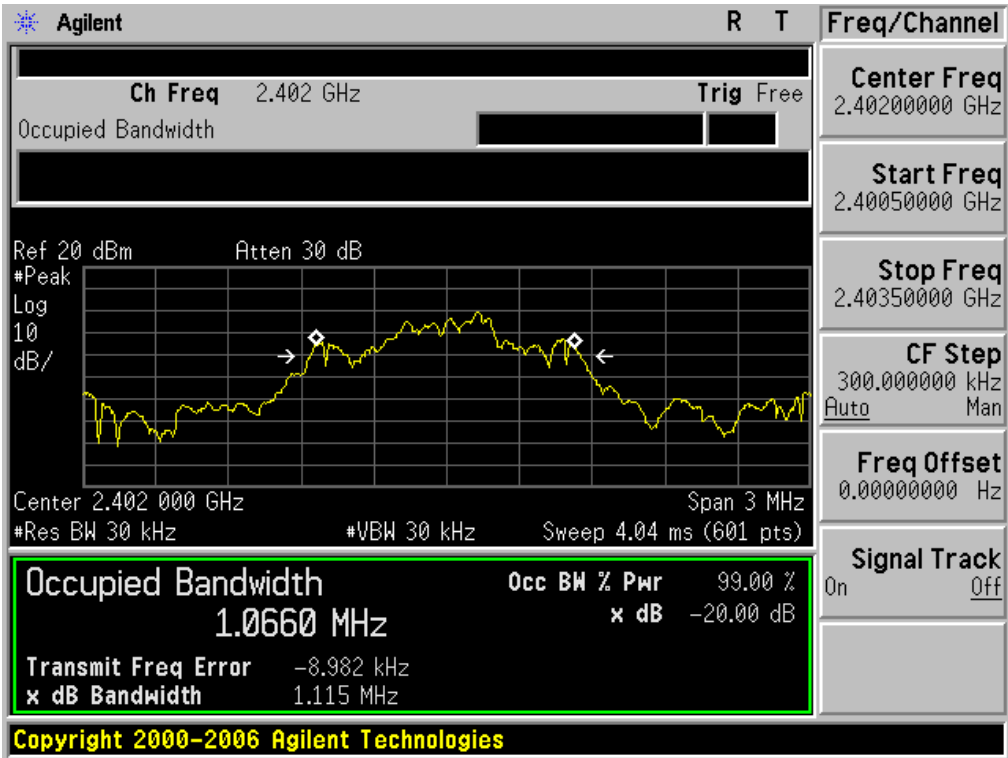 Agilent R T
Freq/Channel
Ch Freq 2.402 GHz Trig Free
Occupied Bandwidth
Center Freq
2.40200000 GHz
Start Freq
2.40050000 GHz
Stop Freq
2.40350000 GHz
CF Step
300.000000 kHz
Auto Man
Freq Offset
0.00000000 Hz
Signal Track
On Off
Ref 20 dBm Atten 30 dB
#Peak
Log
10
dB/
Center 2.402 000 GHz Span 3 MHz
#Res BW 30 kHz #VBW 30 kHz Sweep 4.04 ms (601 pts)
Occupied Bandwidth Occ BW % Pwr 99.00 %
1.0660 MHz x dB -20.00 dB
Transmit Freq Error -8.982 kHz
x dB Bandwidth 1.115 MHz
Copyright 2000-2006 Agilent Technologies